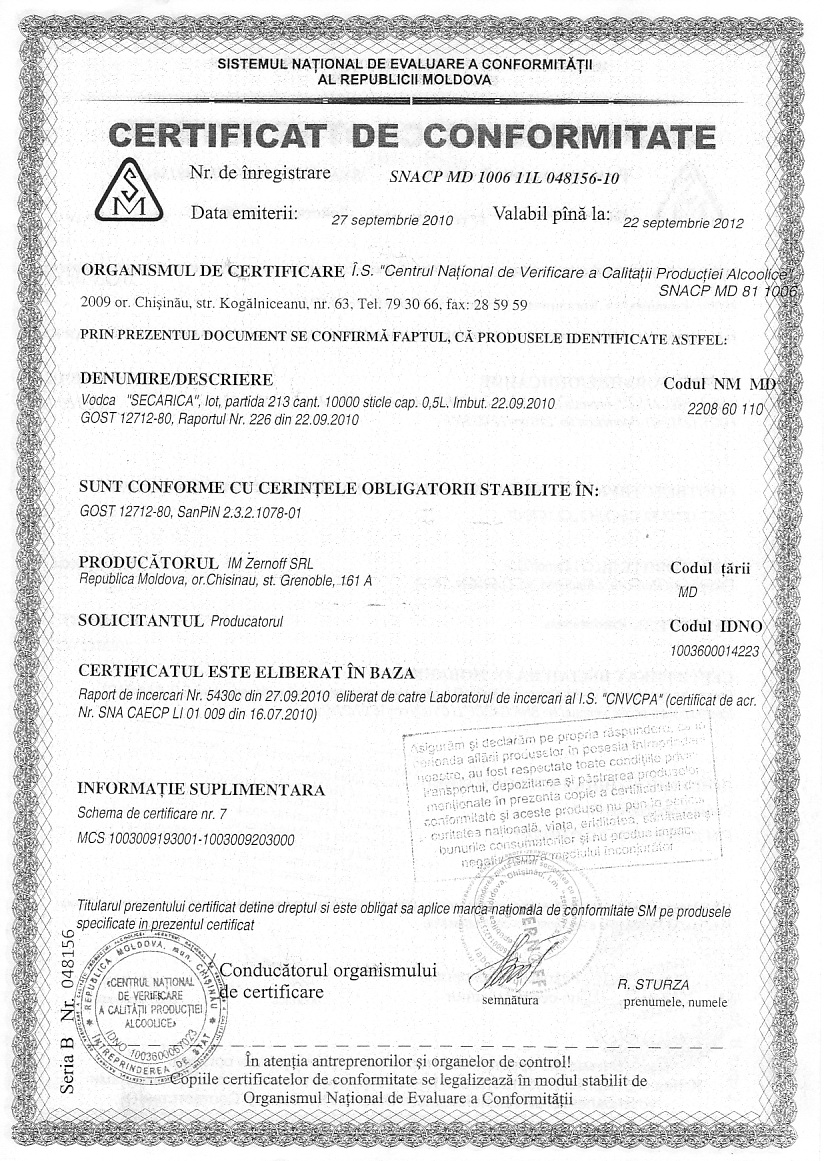 SISTEMUL NAȚIONAL DE EVALUARE A CONFORMITĂȚII
AL REPUBLICII MOLDOVA
CERTIFICAT DE CONFORMITATE
SM
Nr. de înregistrare SNACP MD 1006 11L 048156-10
Data emiterii: 27 septembrie 2010 Valabil pînă la: 22 septembrie 2012
ORGANISMUL DE CERTIFICARE Î.S. "Centrul Național de Verificare a Calitații Producției Alcoolice",
SNACP MD 81 1006
2009 or. Chișinău, str. Kogălniceanu, nr. 63, Tel. 79 30 66, fax: 28 59 59
PRIN PREZENTUL DOCUMENT SE CONFIRMĂ FAPTUL, CĂ PRODUSELE IDENTIFICATE ASTFEL:
DENUMIRE/DESCRIERE Codul NM MD
Vodca "SECARICA", lot, partida 213 cant. 10000 sticle cap. 0,5L. Imbut. 22.09.2010 2208 60 110
GOST 12712-80, Raportul Nr. 226 din 22.09.2010
SUNT CONFORME CU CERINȚELE OBLIGATORII STABILITE ÎN:
GOST 12712-80, SanPiN 2.3.2.1078-01
PRODUCĂTORUL IM Zernoff SRL Codul țării
Republica Moldova, or.Chisinau, st. Grenoble, 161 A MD
SOLICITANTUL Producatorul Codul IDNO
1003600014223
CERTIFICATUL ESTE ELIBERAT ÎN BAZA
Raport de incercari Nr. 5430c din 27.09.2010 eliberat de catre Laboratorul de incercari al I.S. "CNVCPA" (certificat de acr.
Nr. SNA CAECP LI 01 009 din 16.07.2010)
Asigurăm și declarăm pe propria răspundere, ca in
perioada aflării produselor în posesia întreprinderii
noastre, au fost respectate toate condițiile
transportul, depozitarea și păstrarea produselor
menționate în prezenta copie a certificatului de
conformitate și aceste produse nu pun în pericol
securitatea națională, viața, ereditatea, sănătatea și
bunurile consumatorilor și nu produc impact
negativ asupra mediului înconjurător
INFORMAȚIE SUPLIMENTARA
Schema de certificare nr. 7
MCS 1003009193001-1003009203000
Titularul prezentului certificat detine dreptul si este obligat sa aplice marca națională de conformitate SM pe produsele
specificate in prezentul certificat
Conducătorul organismului
de certificare
semnătura
R. STURZA
prenumele, numele
ZERNOFF
REPUBLICA MOLDOVA, mun. CHIȘINĂU
«CENTRUL NAȚIONAL
DE VERIFICARE
A CALITĂȚII PRODUCȚIEI
ALCOOLICE»
ÎNTREPRINDEREA DE STAT
Seria B Nr. 048156
În atenția antreprenorilor și organelor de control!
Copiile certificatelor de conformitate se legalizează în modul stabilit de
Organismul Național de Evaluare a Conformității